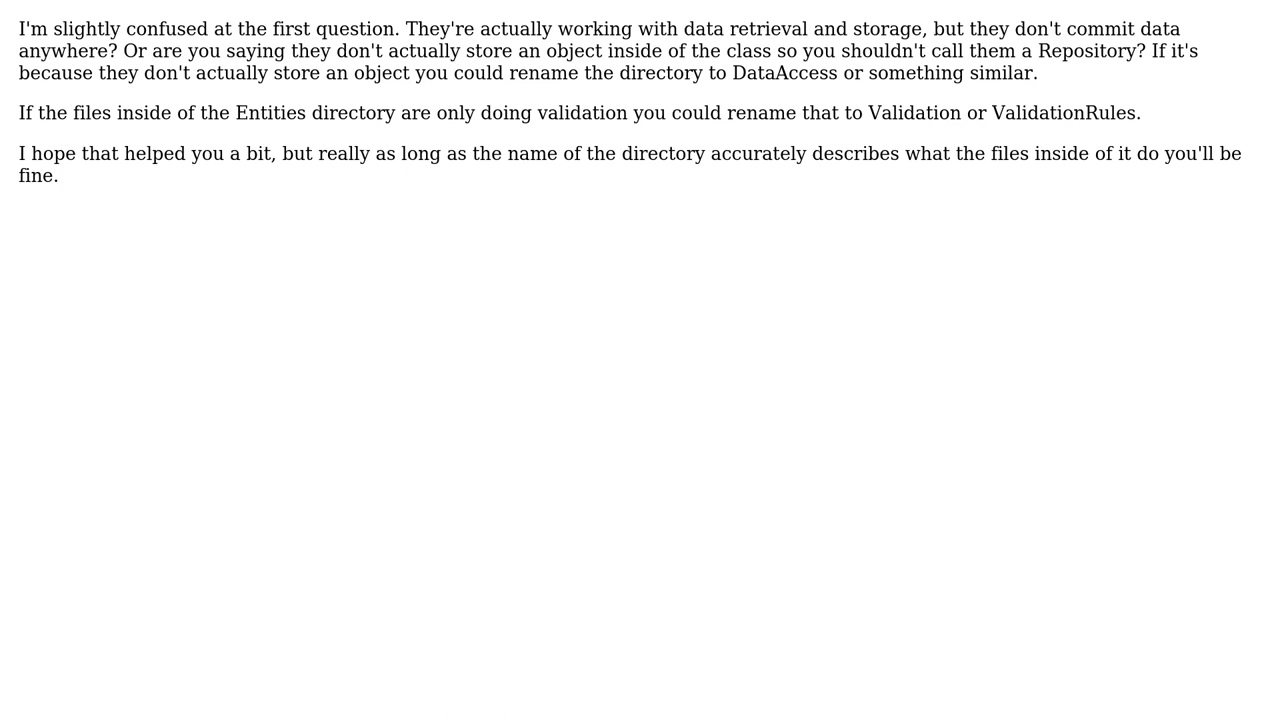 I'm slightly confused at the first question. They're actually working with data retrieval and storage, but they don't commit data
anywhere? Or are you saying they don't actually store an object inside of the class so you shouldn't call them a Repository? If it's
because they don't actually store an object you could rename the directory to DataAccess or something similar.
If the files inside of the Entities directory are only doing validation you could rename that to Validation or ValidationRules.
I hope that helped you a bit, but really as long as the name of the directory accurately describes what the files inside of it do you'll be
fine.